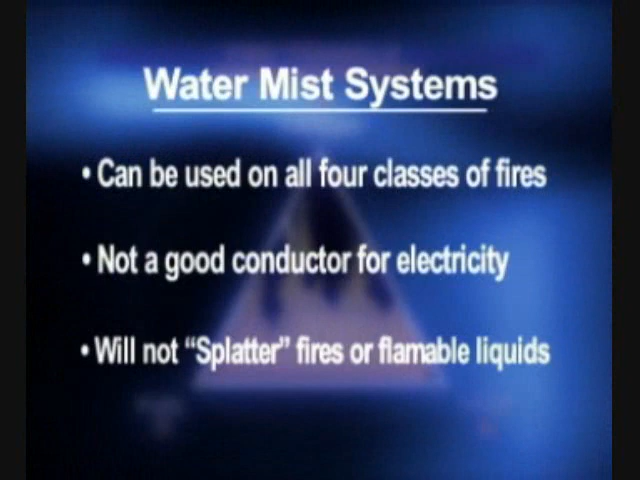 Water Mist Systems
• Can be used on all four classes of fires
• Not a good conductor for electricity
• Will not “Splatter” fires or flamable liquids